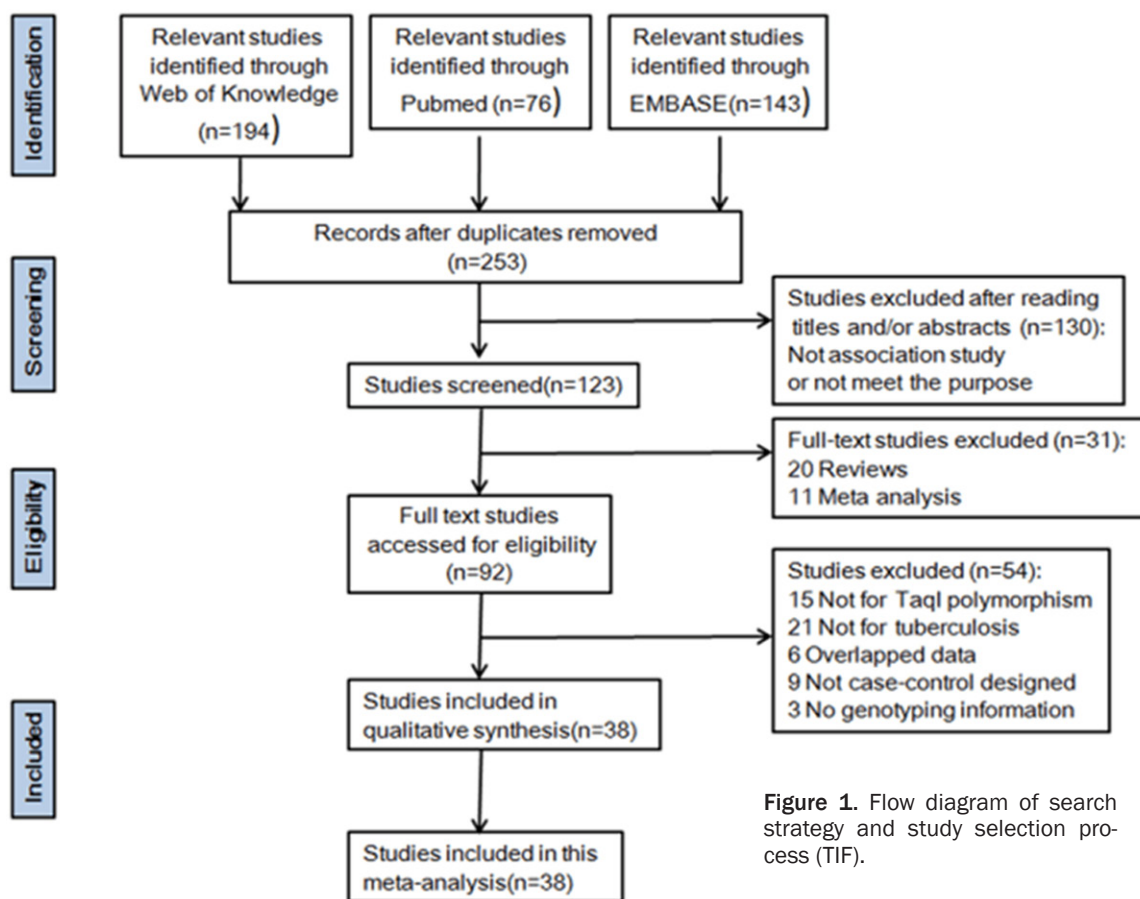 Identification
Relevant studies
identified through
Web of Knowledge
(n=194)
Relevant studies
identified through
Pubmed (n=76)
Relevant studies
identified through
EMBASE(n=143)
Records after duplicates removed
(n=253)
Screening
Studies excluded after reading
titles and/or abstracts (n=130):
Not association study
or not meet the purpose
Studies screened(n=123)
Full-text studies excluded (n=31):
20 Reviews
11 Meta analysis
Eligibility
Full text studies
accessed for eligibility
(n=92)
Studies excluded (n=54):
15 Not for TaqI polymorphism
21 Not for tuberculosis
6 Overlapped data
9 Not case-control designed
3 No genotyping information
Included
Studies included in
qualitative synthesis(n=38)
Studies included in this
meta-analysis(n=38)
Figure 1. Flow diagram of search
strategy and study selection pro-
cess (TIF).